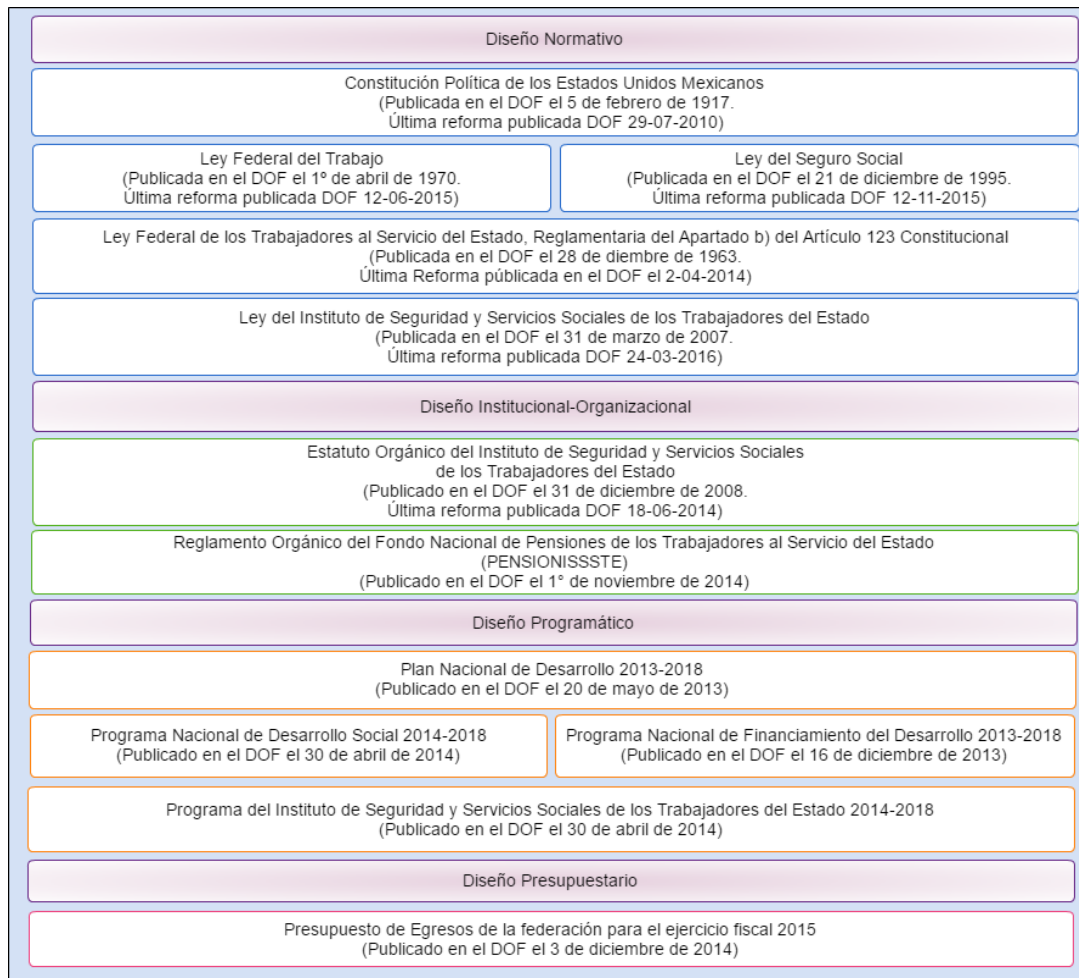 Diseño Normativo
Constitución Política de los Estados Unidos Mexicanos
(Publicada en el DOF el 5 de febrero de 1917.
Última reforma publicada DOF 29-07-2010)
Ley Federal del Trabajo
(Publicada en el DOF el 1º de abril de 1970.
Última reforma publicada DOF 12-06-2015)
Ley del Seguro Social
(Publicada en el DOF el 21 de diciembre de 1995.
Última reforma publicada DOF 12-11-2015)
Ley Federal de los Trabajadores al Servicio del Estado, Reglamentaria del Apartado b) del Artículo 123 Constitucional
(Publicada en el DOF el 28 de diembre de 1963.
Última Reforma públicada en el DOF el 2-04-2014)
Ley del Instituto de Seguridad y Servicios Sociales de los Trabajadores del Estado
(Publicada en el DOF el 31 de marzo de 2007.
Última reforma publicada DOF 24-03-2016)
Diseño Institucional-Organizacional
Estatuto Orgánico del Instituto de Seguridad y Servicios Sociales
de los Trabajadores del Estado
(Publicado en el DOF el 31 de diciembre de 2008.
Última reforma publicada DOF 18-06-2014)
Reglamento Orgánico del Fondo Nacional de Pensiones de los Trabajadores al Servicio del Estado
(PENSIONISSSTE)
(Publicado en el DOF el 1° de noviembre de 2014)
Diseño Programático
Plan Nacional de Desarrollo 2013-2018
(Publicado en el DOF el 20 de mayo de 2013)
Programa Nacional de Desarrollo Social 2014-2018
(Publicado en el DOF el 30 de abril de 2014)
Programa Nacional de Financiamiento del Desarrollo 2013-2018
(Publicado en el DOF el 16 de diciembre de 2013)
Programa del Instituto de Seguridad y Servicios Sociales de los Trabajadores del Estado 2014-2018
(Publicado en el DOF el 30 de abril de 2014)
Diseño Presupuestario
Presupuesto de Egresos de la federación para el ejercicio fiscal 2015
(Publicado en el DOF el 3 de diciembre de 2014)